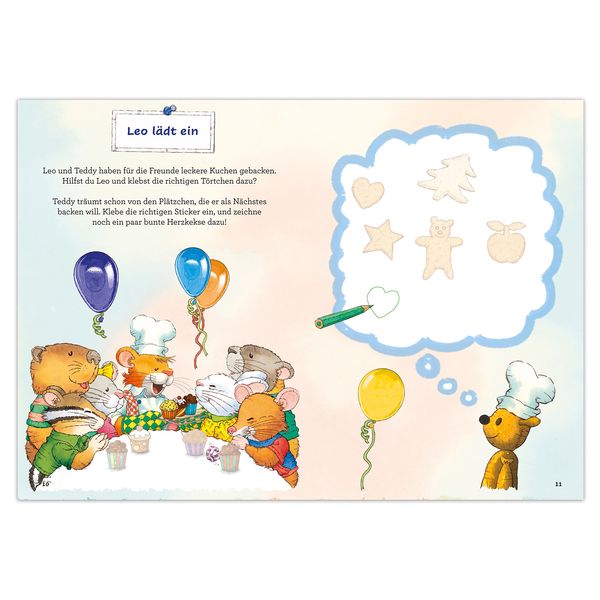 Leo lädt ein
Leo und Teddy haben für die Freunde leckere Kuchen gebacken.
Hilfst du Leo und klebst die richtigen Törtchen dazu?
Teddy träumt schon von den Plätzchen, die er als Nächstes
backen will. Klebe die richtigen Sticker ein, und zeichne
noch ein paar bunte Herzkekse dazu!
10
11